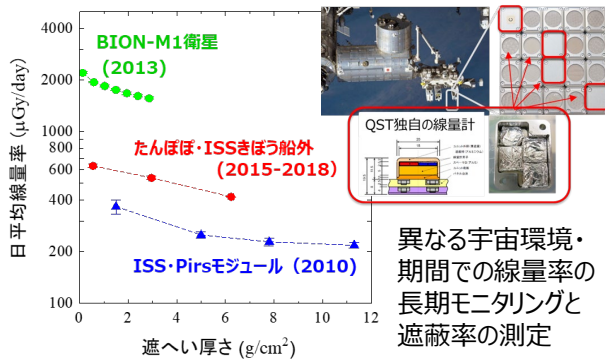 日平均線量率 (μGy/day)
4000
2000
1000
800
600
400
200
100
BION-M1衛星
(2013)
たんぽぽ・ISSきぼう船外
(2015-2018)
ISS・Pirsモジュール（2010）
0
2
4
6
8
10
12
遮へい厚さ g/cm²
QST独自の線量計
異なる宇宙環境・
期間での線量率の
長期モニタリングと
遮蔽率の測定